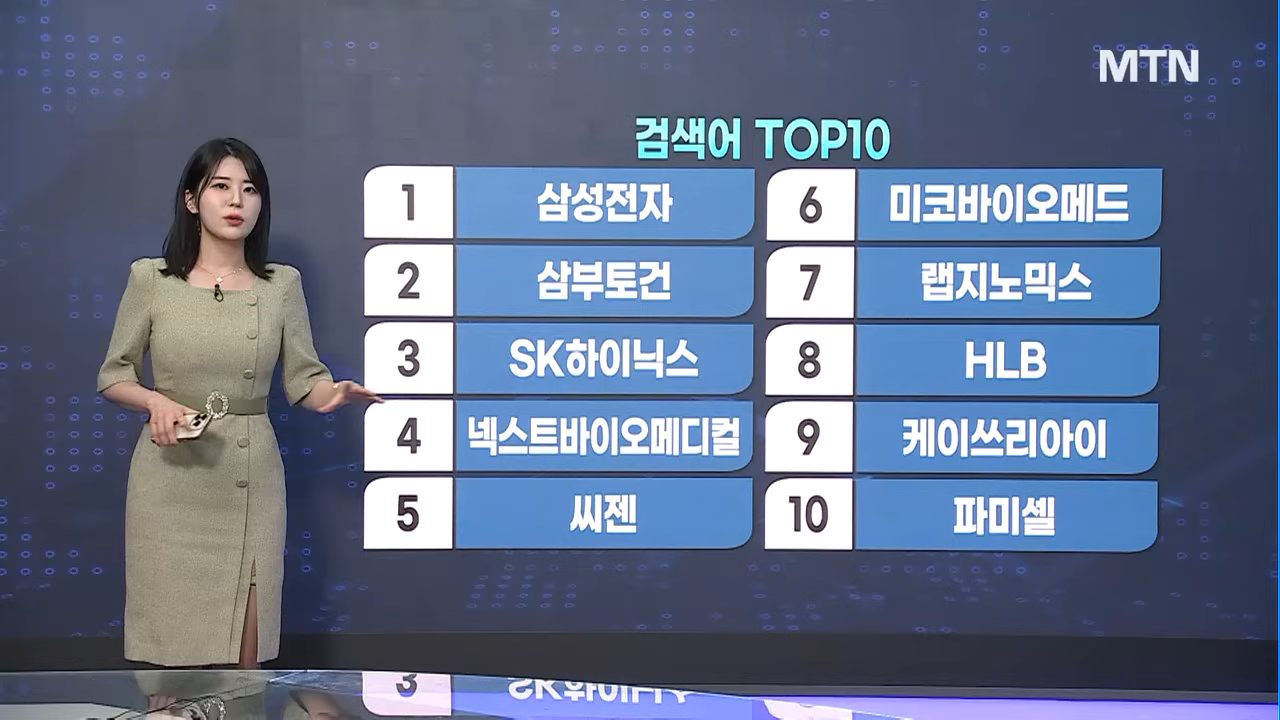 MTN
검색어 TOP10
1 삼성전자
2 삼부토건
3 SK하이닉스
4 넥스트바이오메디컬
5 씨젠
6 미코바이오메드
7 랩지노믹스
8 HLB
9 케이쓰리아이
10 파미셀